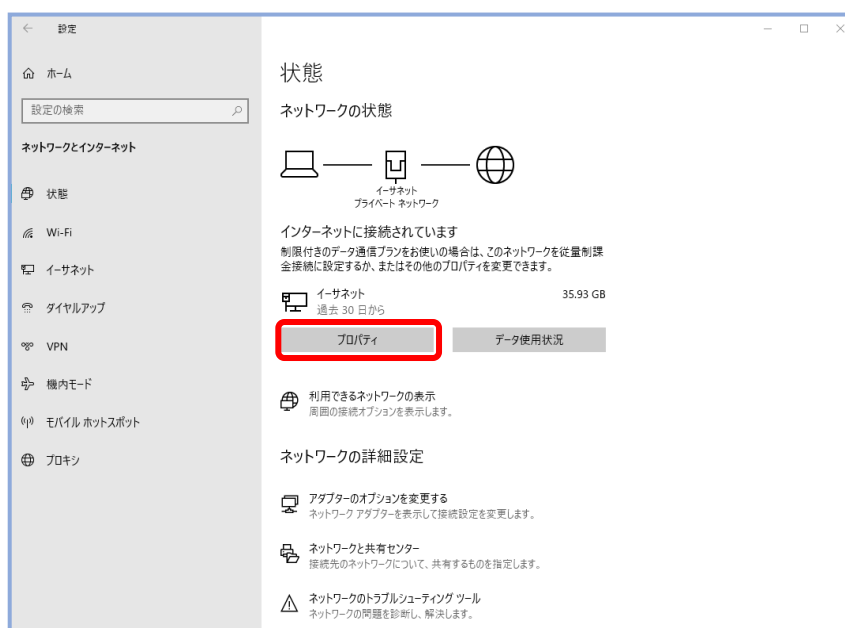 設定
ホーム
設定の検索
ネットワークとインターネット
状態
Wi-Fi
イーサネット
ダイヤルアップ
VPN
機内モード
モバイル ホットスポット
プロキシ
状態
ネットワークの状態
イーサネット
プライベート ネットワーク
インターネットに接続されています
制限付きのデータ通信プランをお使いの場合は、このネットワークを従量制課
金接続に設定するか、またはその他のプロパティを変更できます。
イーサネット
35.93 GB
過去 30 日から
プロパティ
データ使用状況
利用できるネットワークの表示
周囲の接続オプションを表示します。
ネットワークの詳細設定
アダプターのオプションを変更する
ネットワーク アダプターを表示して接続設定を変更します。
ネットワークと共有センター
接続先のネットワークについて、共有するものを指定します。
ネットワークのトラブルシューティング ツール
ネットワークの問題を診断し、解決します。